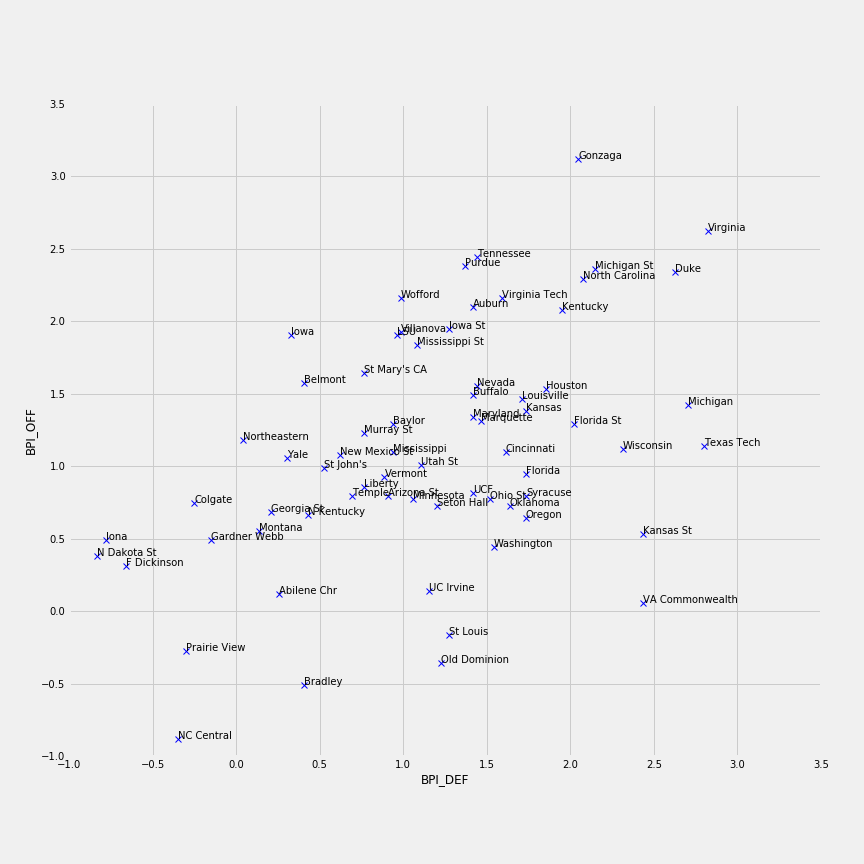 3.5
Gonzaga
3.0
Virginia
2.5
Tennessee
Purdue
Michigan St
Duke
North Carolina
Wofford
Virginia Tech
Auburn
Kentucky
2.0
Iowa
Villanova
LSU
Iowa St
Mississippi St
St Mary's CA
Belmont
Nevada
Houston
1.5
Buffalo
Louisville
Michigan
Kansas
Maryland
Marquette
Florida St
Baylor
Murray St
Northeastern
Texas Tech
Wisconsin
Cincinnati
Mississippi
New Mexico St
Yale
Utah St
St John's
1.0
Florida
Vermont
Liberty
UCF
Temple
Arizona St
Syracuse
Minnesota
Ohio St
Colgate
Seton Hall
Oklahoma
Georgia St
N Kentucky
Oregon
Montana
Kansas St
0.5
Iona
Gardner Webb
Washington
N Dakota St
F Dickinson
UC Irvine
Abilene Chr
VA Commonwealth
0.0
St Louis
Prairie View
Old Dominion
−0.5
Bradley
NC Central
−1.0
−1.0 −0.5 0.0 0.5 1.0 1.5 2.0 2.5 3.0 3.5
BPI_DEF
BPI_OFF